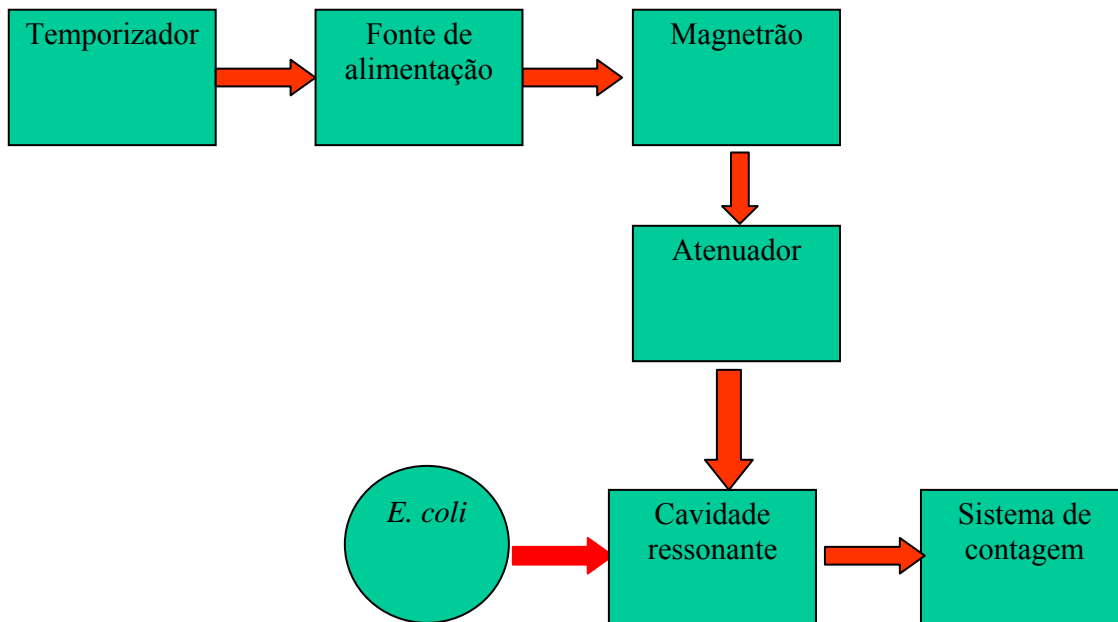 Temporizador
Fonte de
alimentação
Magnetrão
Atenuador
E. coli
Cavidade
ressonante
Sistema de
contagem